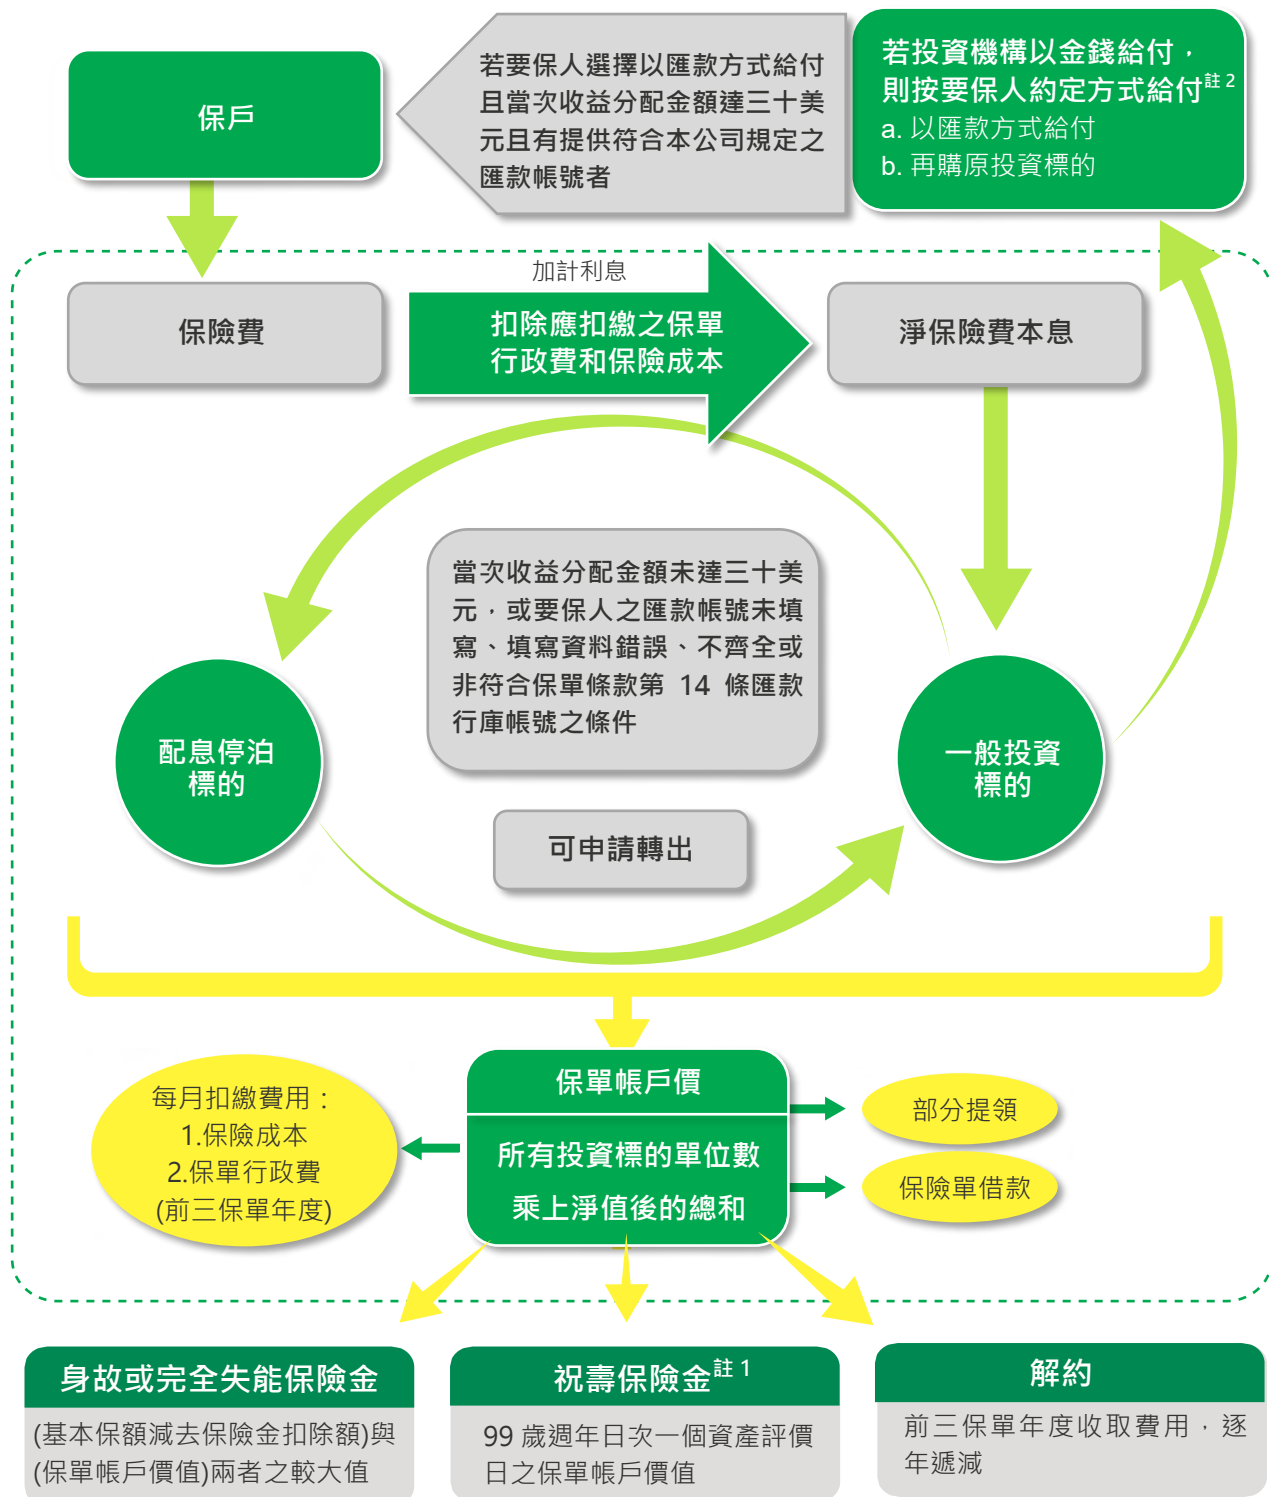 保戶
若要保人選擇以匯款方式給付
且當次收益分配金額達三十美
元且有提供符合本公司規定之
匯款帳號者
若投資機構以金錢給付，
則按要保人約定方式給付註 2
a. 以匯款方式給付
b. 再購原投資標的
保險費
加計利息
扣除應扣繳之保單
行政費和保險成本
淨保險費本息
當次收益分配金額未達三十美
元，或要保人之匯款帳號未填
寫、填寫資料錯誤、不齊全或
非符合保單條款第 14 條匯款
行庫帳號之條件
配息停泊
標的
一般投資
標的
可申請轉出
每月扣繳費用：
1.保險成本
2.保單行政費
(前三保單年度)
保單帳戶價
所有投資標的單位數
乘上淨值後的總和
部分提領
保險單借款
身故或完全失能保險金
(基本保額減去保險金扣除額)與
(保單帳戶價值)兩者之較大值
祝壽保險金註 1
99 歲週年日次一個資產評價
日之保單帳戶價值
解約
前三保單年度收取費用，逐
年遞減